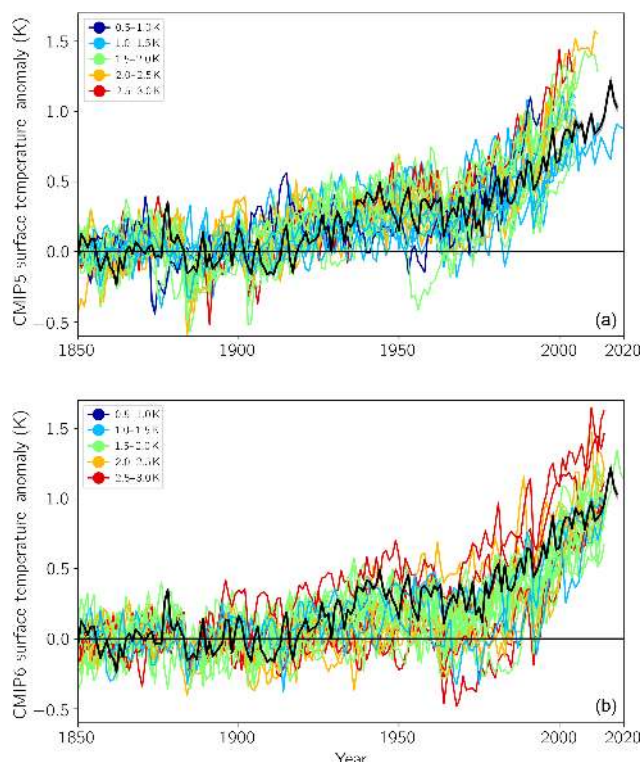 CMIP5 surface temperature anomaly (K)
1.5
1.0
0.5
0.0
−0.5
0.5–1.0 K
1.0–1.5 K
1.5–2.0 K
2.0–2.5 K
2.5–3.0 K
(a)
1850
1900
1950
2000
2020
CMIP6 surface temperature anomaly (K)
1.5
1.0
0.5
0.0
−0.5
0.5–1.0 K
1.0–1.5 K
1.5–2.0 K
2.0–2.5 K
2.5–3.0 K
(b)
1850
1900
1950
2000
2020
Year